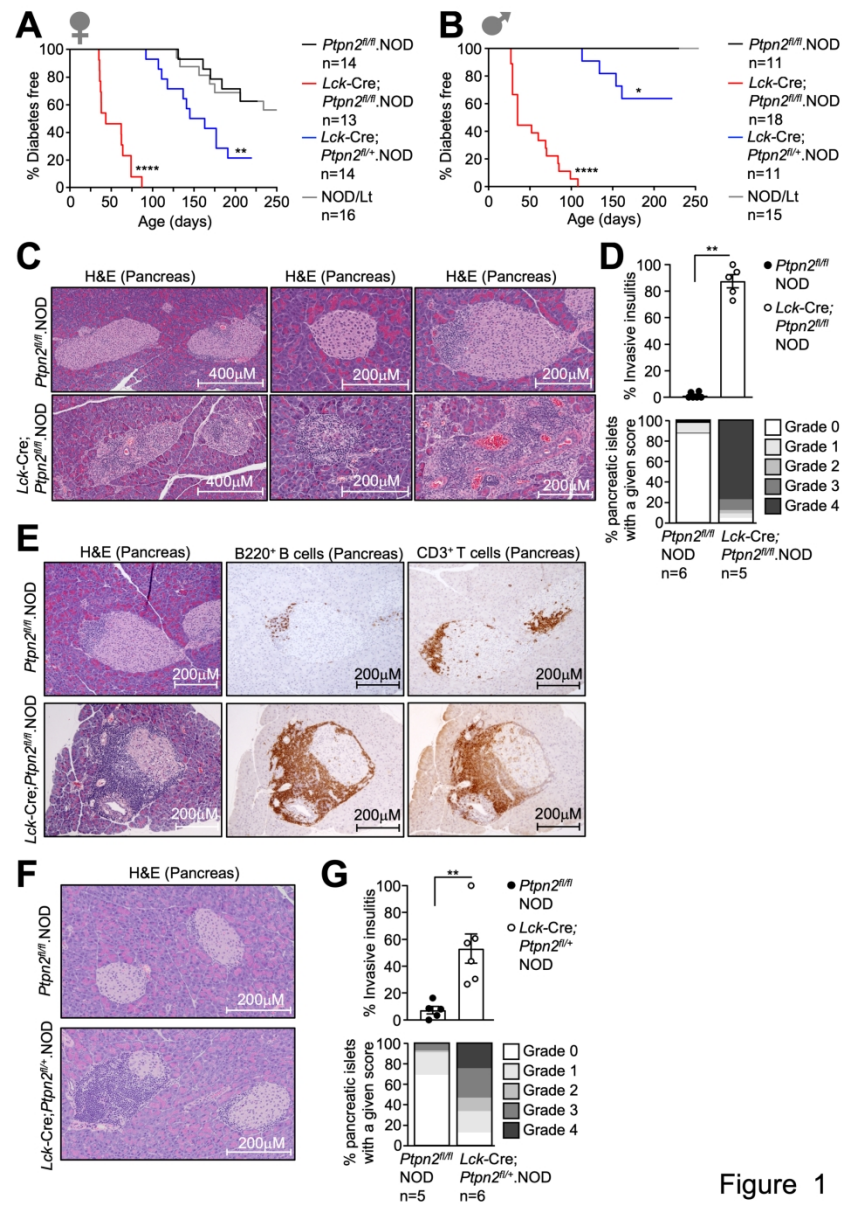 A
% Diabetes free
100
80
60
40
20
0
0
50
100
150
200
250
Age (days)
****
**
Ptpn2fl/fl.NOD
n=14
Lck-Cre;
Ptpn2fl/fl.NOD
n=13
Lck-Cre;
Ptpn2fl/+.NOD
n=14
NOD/Lt
n=16
B
% Diabetes free
100
80
60
40
20
0
0
50
100
150
200
250
Age (days)
****
*
Ptpn2fl/fl.NOD
n=11
Lck-Cre;
Ptpn2fl/fl.NOD
n=18
Lck-Cre;
Ptpn2fl/+.NOD
n=11
NOD/Lt
n=15
C
H&E (Pancreas)
H&E (Pancreas)
H&E (Pancreas)
Ptpn2fl/fl.NOD
400µM
200µM
200µM
Lck-Cre;
Ptpn2fl/fl.NOD
400µM
200µM
200µM
D
% Invasive insulitis
100
80
60
40
20
0
**
Ptpn2fl/fl
NOD
Lck-Cre;
Ptpn2fl/fl
NOD
% pancreatic islets
with a given score
100
80
60
40
20
0
Grade 0
Grade 1
Grade 2
Grade 3
Grade 4
Ptpn2fl/fl
NOD
n=6
Lck-Cre;
Ptpn2fl/fl.NOD
n=5
E
H&E (Pancreas)
B220+ B cells (Pancreas)
CD3+ T cells (Pancreas)
Ptpn2fl/fl.NOD
200µM
200µM
200µM
Lck-Cre;Ptpn2fl/fl.NOD
200µM
200µM
200µM
F
H&E (Pancreas)
Ptpn2fl/fl.NOD
200µM
Lck-Cre;Ptpn2fl/+.NOD
200µM
G
% Invasive insulitis
100
80
60
40
20
0
**
Ptpn2fl/fl
NOD
Lck-Cre;
Ptpn2fl/+
NOD
% pancreatic islets
with a given score
100
80
60
40
20
0
Grade 0
Grade 1
Grade 2
Grade 3
Grade 4
Ptpn2fl/fl
NOD
n=5
Lck-Cre;
Ptpn2fl/+.NOD
n=6
Figure 1